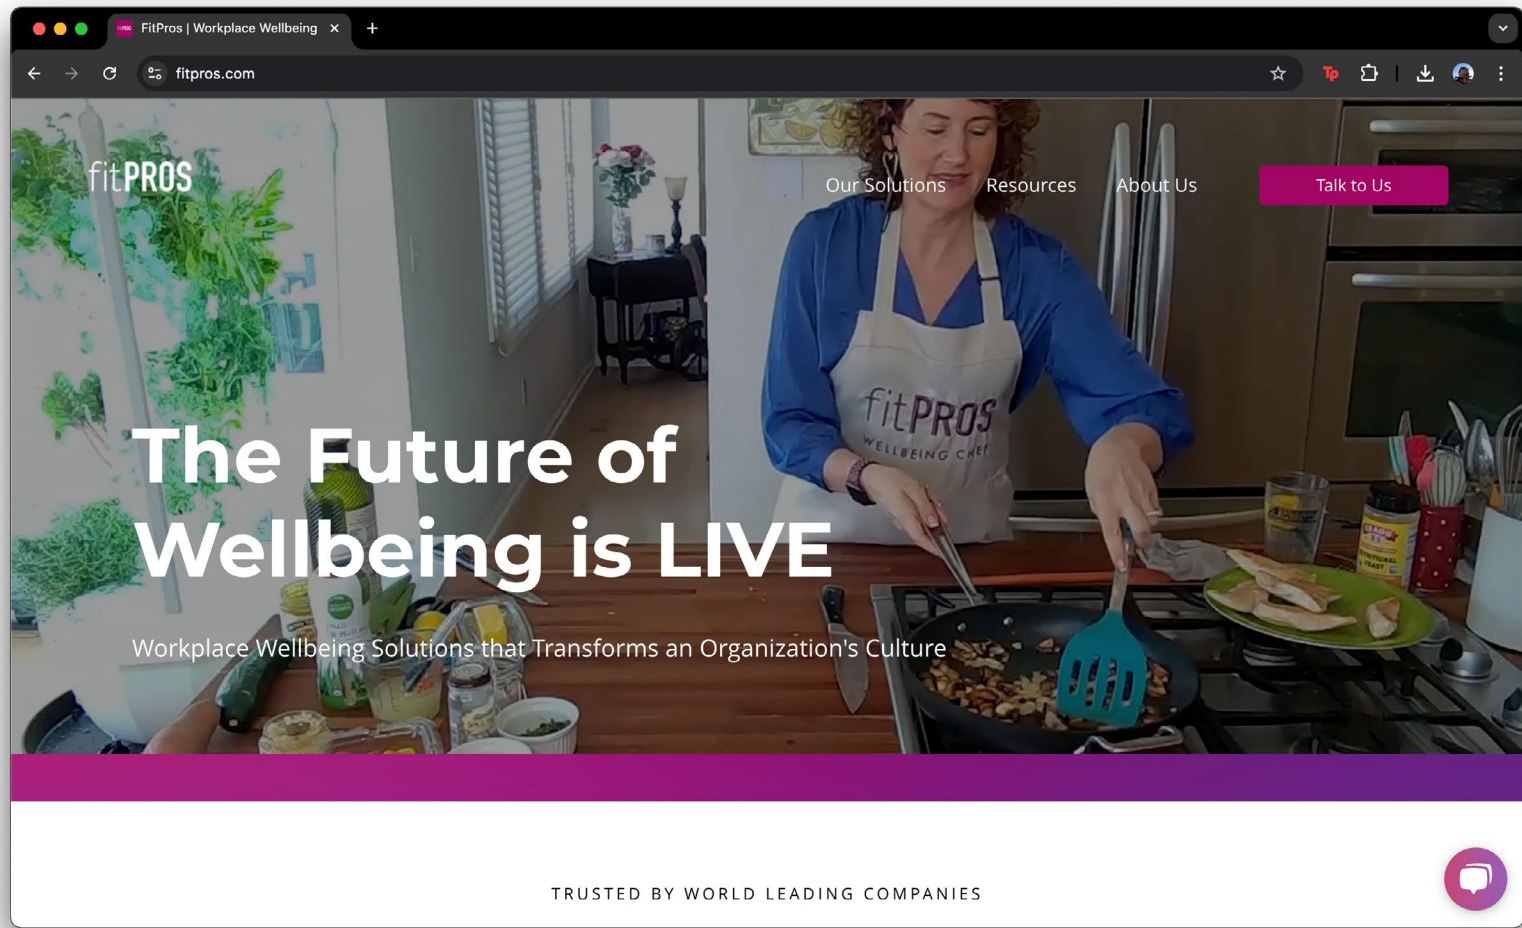 FitPros | Workplace Wellbeing
fitpros.com
fitPROS
Our Solutions
Resources
About Us
Talk to Us
fitPROS
WELLBEING CHEF
The Future of
Wellbeing is LIVE
Workplace Wellbeing Solutions that Transforms an Organization's Culture
TRUSTED BY WORLD LEADING COMPANIES